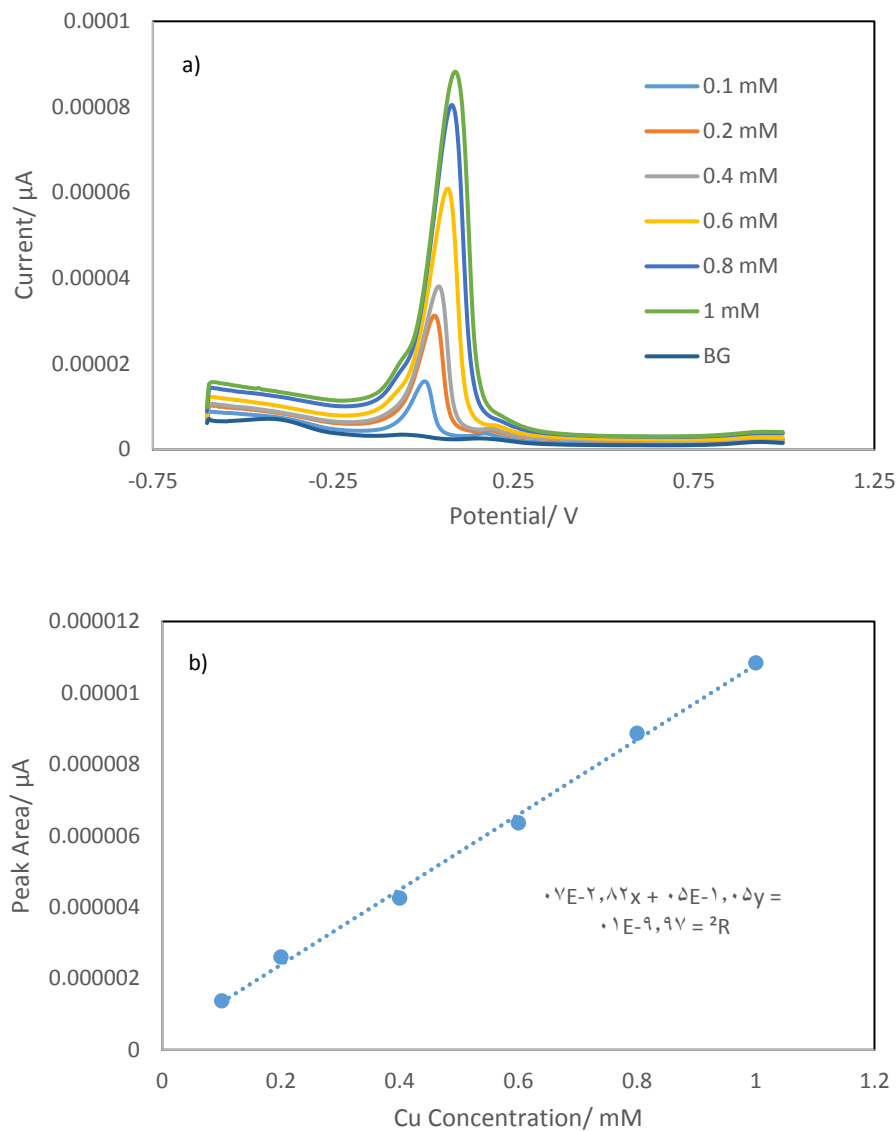 0.0001
0.00008
0.00006
0.00004
0.00002
0
Current/ µA
a)
0.1 mM
0.2 mM
0.4 mM
0.6 mM
0.8 mM
1 mM
BG
-0.75 -0.25 0.25 0.75 1.25
Potential/ V
0.000012
0.00001
0.000008
0.000006
0.000004
0.000002
0
Peak Area/ µA
b)
۰۷E-۲,۸۲x + ۰۵E-۱,۰۵y =
۰۱E-۹,۹۷ = ²R
0 0.2 0.4 0.6 0.8 1 1.2
Cu Concentration/ mM